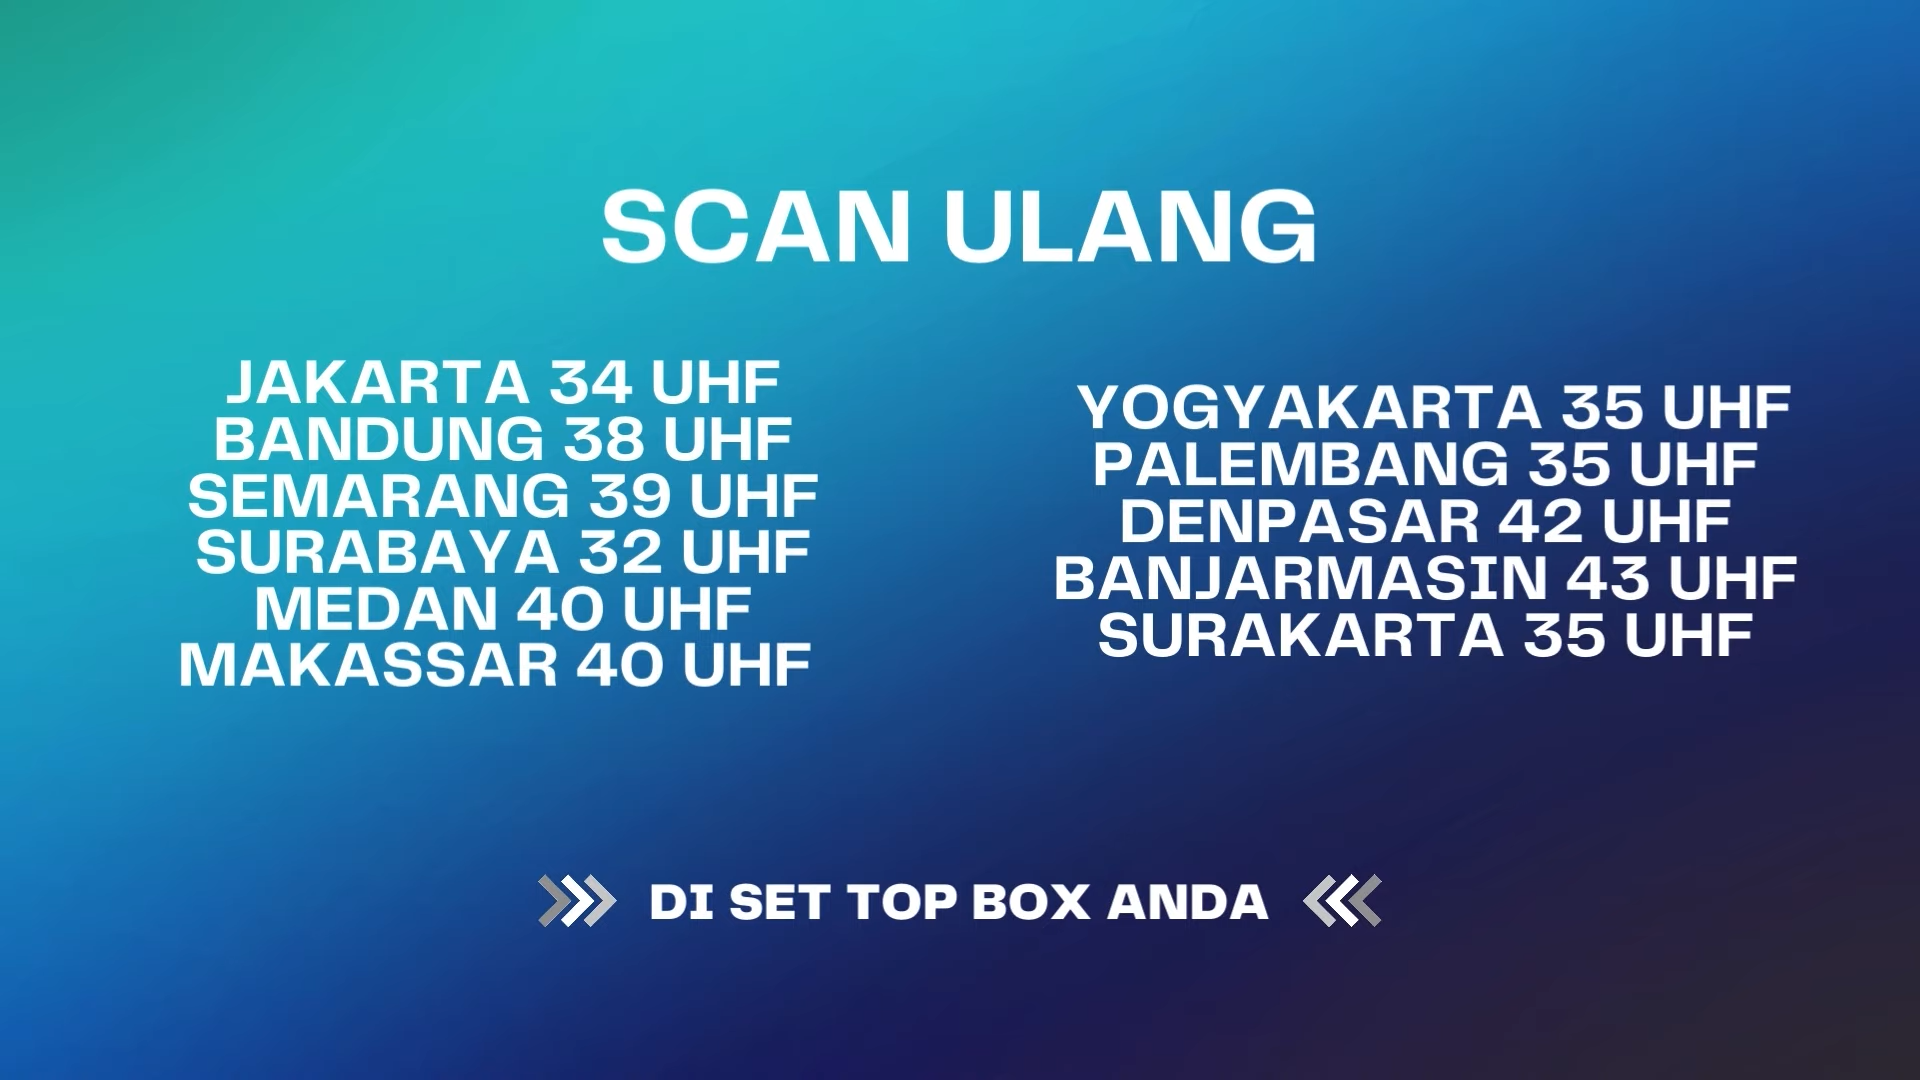 SCAN ULANG
JAKARTA 34 UHF
BANDUNG 38 UHF
SEMARANG 39 UHF
SURABAYA 32 UHF
MEDAN 40 UHF
MAKASSAR 40 UHF
YOGYAKARTA 35 UHF
PALEMBANG 35 UHF
DENPASAR 42 UHF
BANJARMASIN 43 UHF
SURAKARTA 35 UHF
DI SET TOP BOX ANDA